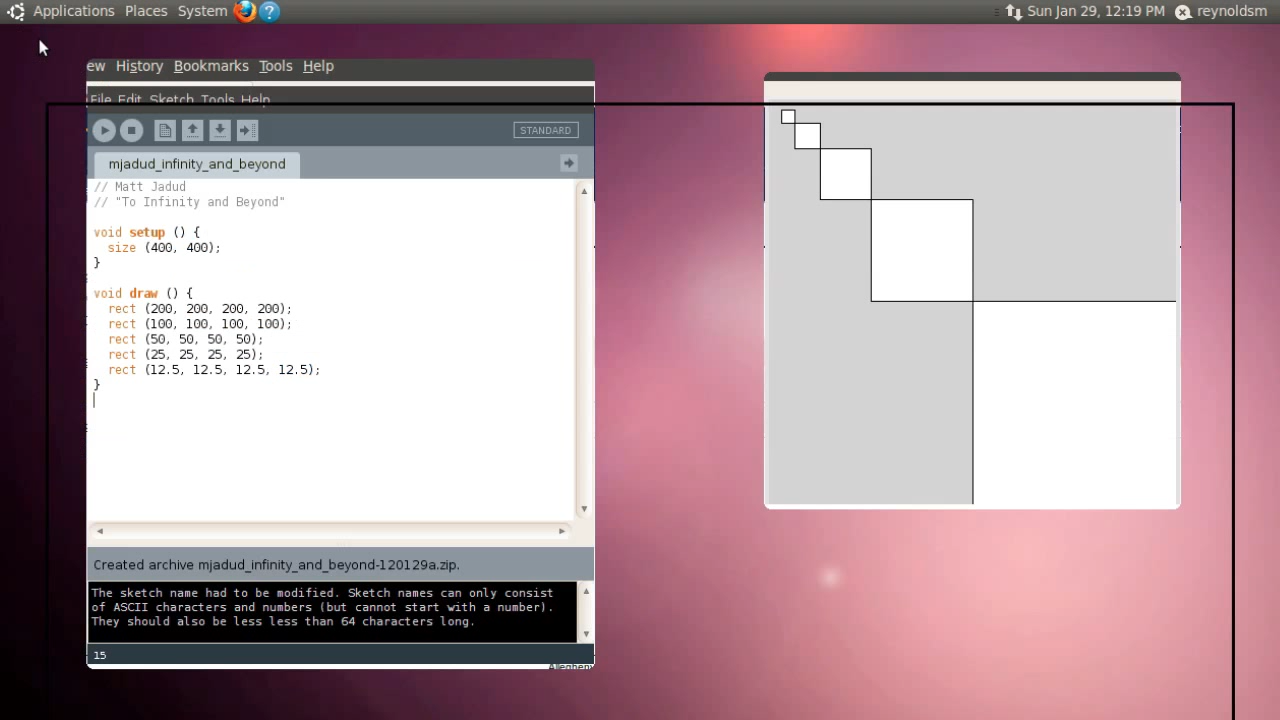 Applications Places System
Sun Jan 29, 12:19 PM reynoldsm
ew History Bookmarks Tools Help
File Edit Sketch Tools Help
STANDARD
mjadud_infinity_and_beyond
// Matt Jadud
// "To Infinity and Beyond"
void setup () {
size (400, 400);
}
void draw () {
rect (200, 200, 200, 200);
rect (100, 100, 100, 100);
rect (50, 50, 50, 50);
rect (25, 25, 25, 25);
rect (12.5, 12.5, 12.5, 12.5);
}
Created archive mjadud_infinity_and_beyond-120129a.zip.
The sketch name had to be modified. Sketch names can only consist
of ASCII characters and numbers (but cannot start with a number).
They should also be less less than 64 characters long.
15
Allegheny